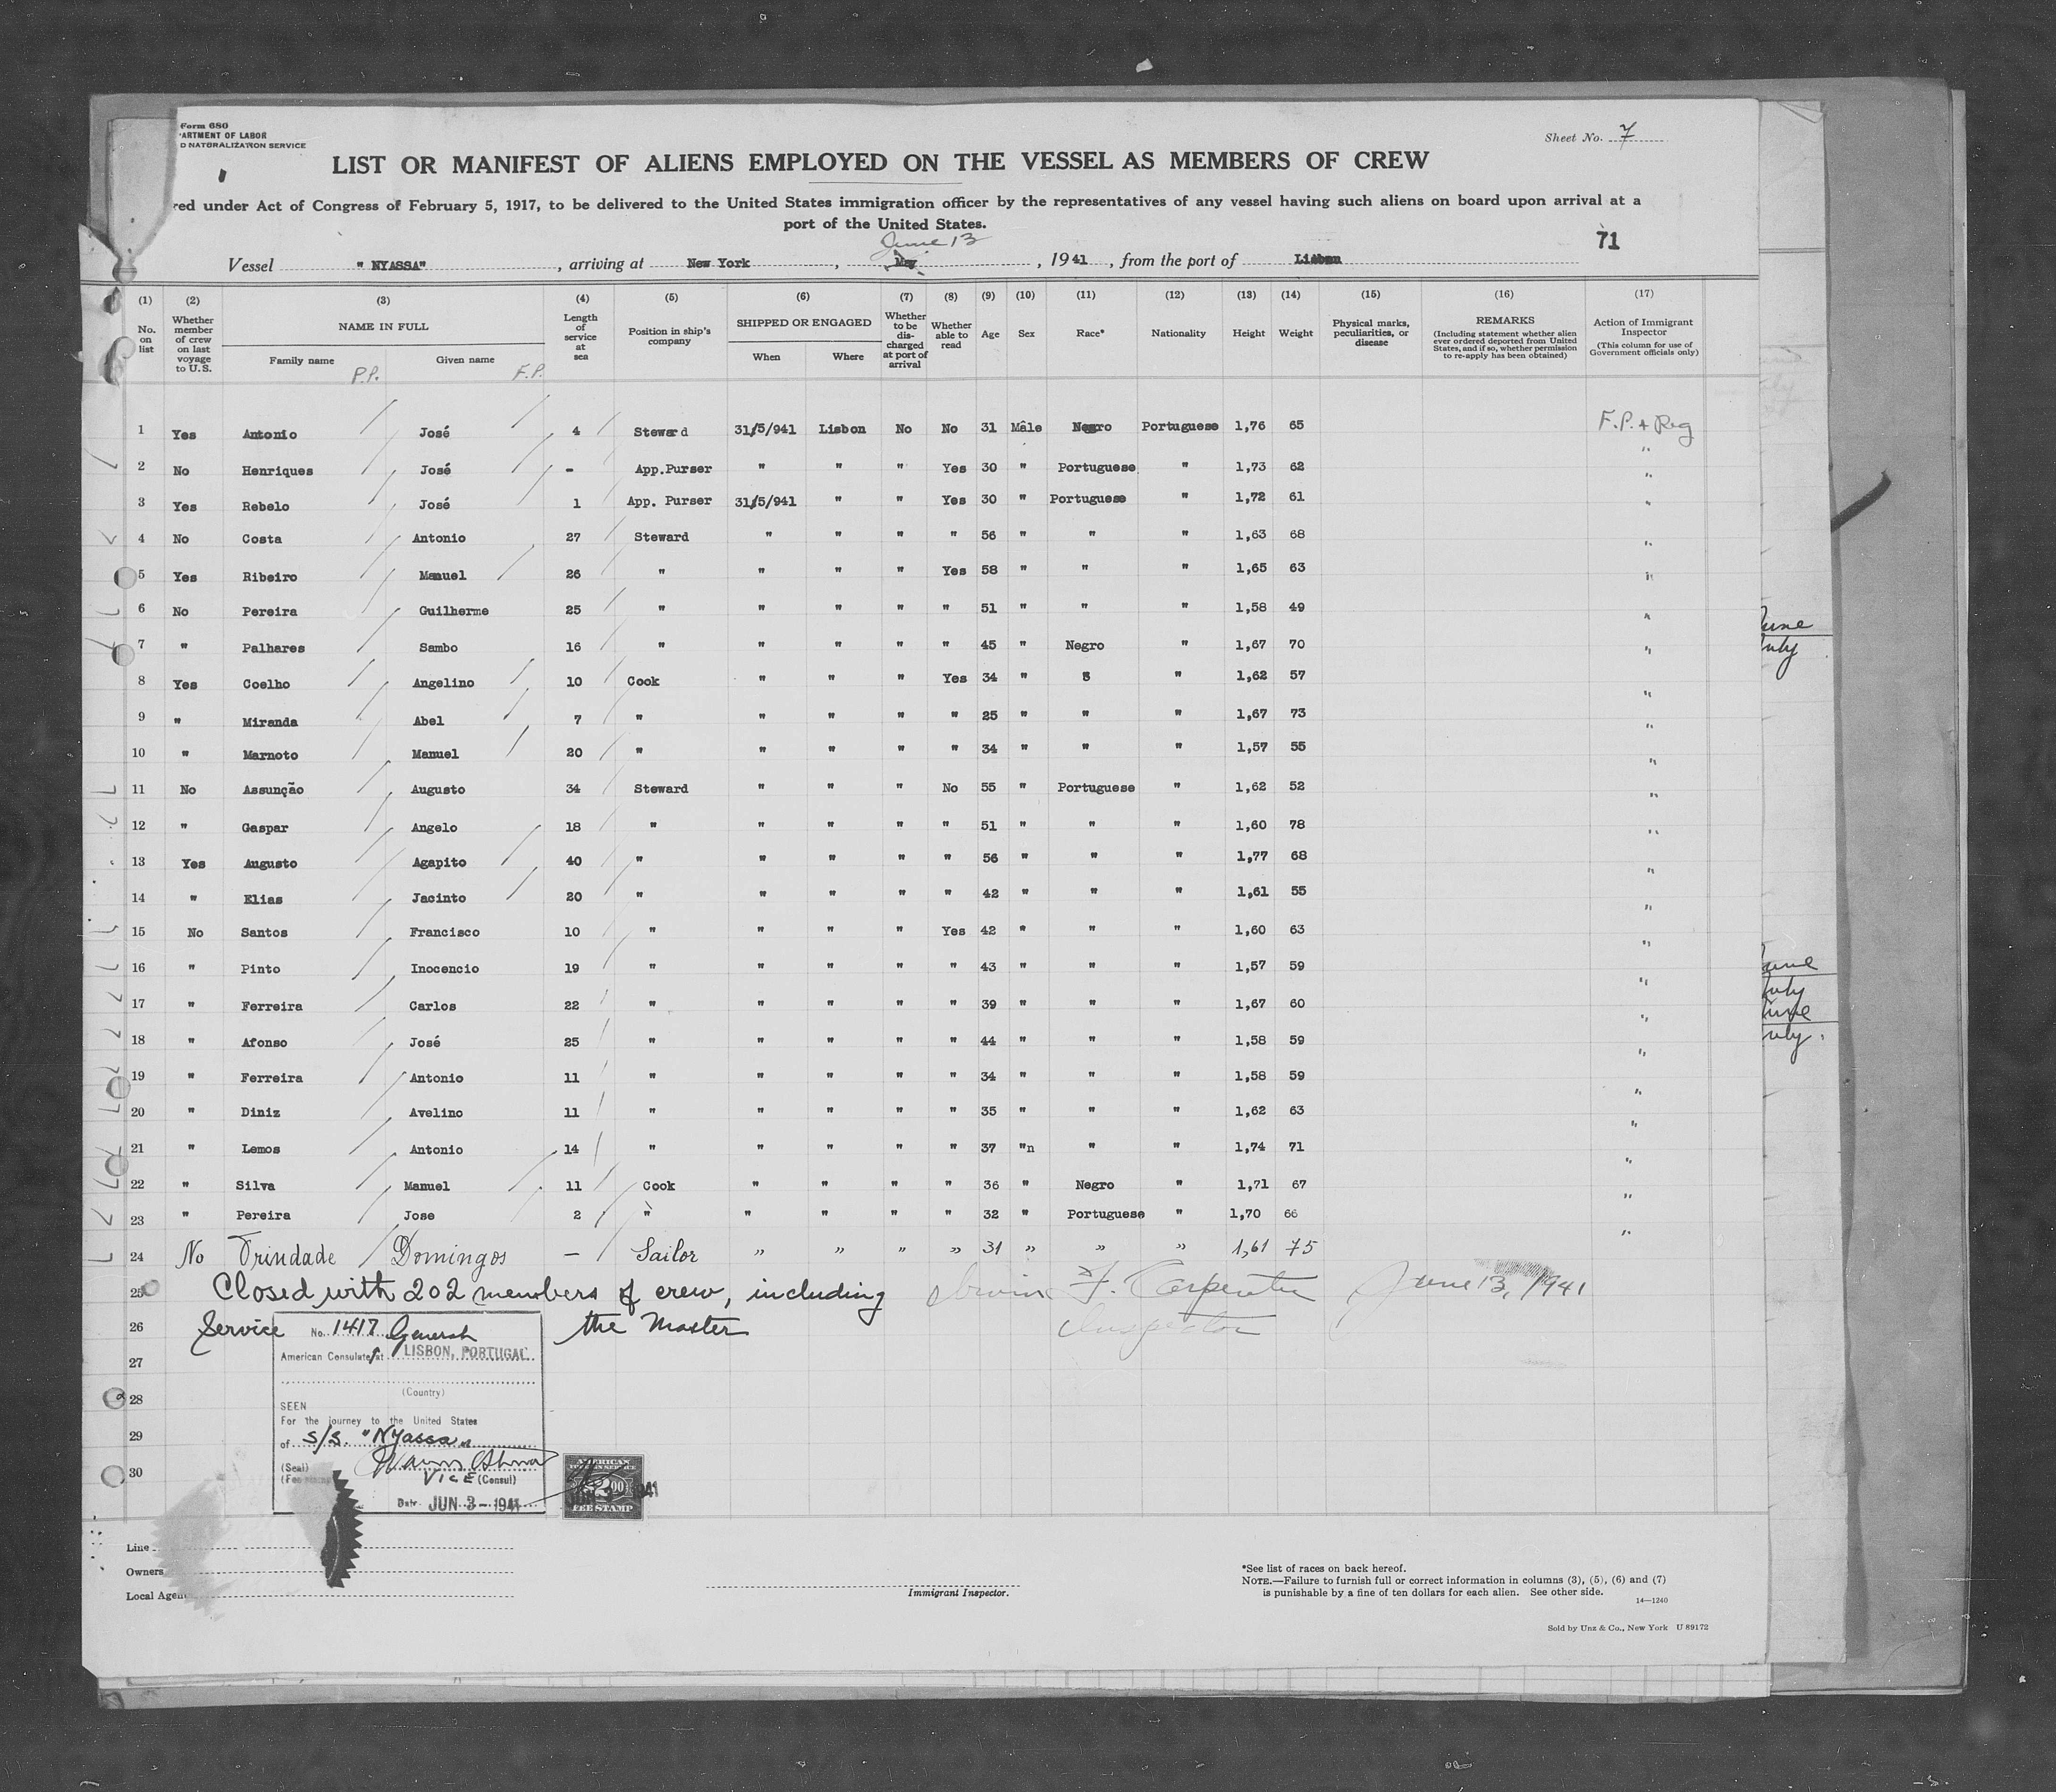 Form 680
ARTMENT OF LABOR
D NATURALIZATION SERVICE
Sheet No. 7
LIST OR MANIFEST OF ALIENS EMPLOYED ON THE VESSEL AS MEMBERS OF CREW
red under Act of Congress of February 5, 1917, to be delivered to the United States immigration officer by the representatives of any vessel having such aliens on board upon arrival at a
port of the United States.
71
June 13
Vessel " NYASSA" , arriving at New York , May , 1941 , from the port of Lisbon
(1) (2) (3) (4) (5) (6) (7) (8) (9) (10) (11) (12) (13) (14) (15) (16) (17)
No. on list Whether member of crew on last voyage to U.S. NAME IN FULL Family name Given name Length of service at sea Position in ship's company SHIPPED OR ENGAGED When Where Whether to be discharged at port of arrival Whether able to read Age Sex Race* Nationality Height Weight Physical marks, peculiarities, or disease REMARKS (Including statement whether alien ever ordered deported from United States, and if so, whether permission to re-apply has been obtained) Action of Immigrant Inspector (This column for use of Government officials only)
P.P. F.P.
1 Yes Antonio José 4 Steward 31/5/941 Lisbon No No 31 Mâle Negro Portuguese 1,76 65 F.P. + Reg
2 No Henriques José - App.Purser " " " Yes 30 " Portuguese " 1,73 62 "
3 Yes Rebelo José 1 App. Purser 31/5/941 " " Yes 30 " Portuguese " 1,72 61 "
4 No Costa Antonio 27 Steward " " " " 56 " " " 1,63 68 "
5 Yes Ribeiro Manuel 26 " " " " Yes 58 " " " 1,65 63 "
6 No Pereira Guilherme 25 " " " " " 51 " " " 1,58 49 "
7 " Palhares Sambo 16 " " " " " 45 " Negro " 1,67 70 "
8 Yes Coelho Angelino 10 Cook " " " Yes 34 " " 1,62 57 "
9 " Miranda Abel 7 " " " " " 25 " " " 1,67 73 "
10 " Marnoto Manuel 20 " " " " " 34 " " " 1,57 55 "
11 No Assunção Augusto 34 Steward " " " No 55 " Portuguese " 1,62 52 "
12 " Gaspar Angelo 18 " " " " " 51 " " " 1,60 78 "
13 Yes Augusto Agapito 40 " " " " " 56 " " " 1,77 68 "
14 " Elias Jacinto 20 " " " " " 42 " " " 1,61 55 "
15 No Santos Francisco 10 " " " " Yes 42 " " " 1,60 63 "
16 " Pinto Inocencio 19 " " " " " 43 " " " 1,57 59 "
17 " Ferreira Carlos 22 " " " " " 39 " " " 1,67 60 "
18 " Afonso José 25 " " " " " 44 " " " 1,58 59 "
19 " Ferreira Antonio 11 " " " " " 34 " " " 1,58 59 "
20 " Diniz Avelino 11 " " " " " 35 " " " 1,62 63 "
21 " Lemos Antonio 14 " " " " " 37 "n " " 1,74 71 "
22 " Silva Manuel 11 Cook " " " " 36 " Negro " 1,71 67 "
23 " Pereira Jose 2 " " " " " 32 " Portuguese " 1,70 66 "
24 No Trindade Domingos — Sailor " " " " 31 " " " 1,61 75
25 Closed with 202 members of crew, including F. Carpenter June 13, 1941
26 Service No. 1417 General the Master Inspector
27 American Consulate at LISBON, PORTUGAL
(Country)
28 SEEN
For the journey to the United States
29 of S/S. "Nyassa"
30 (Seal)
VICE (Consul)
Date JUN 3 - 1941
AMERICAN
FEE STAMP
June
July
June
July
June
July
Line
Owners
Local Agen
Immigrant Inspector.
*See list of races on back hereof.
NOTE.—Failure to furnish full or correct information in columns (3), (5), (6) and (7)
is punishable by a fine of ten dollars for each alien. See other side.
14—1240
Sold by Unz & Co., New York U 89172